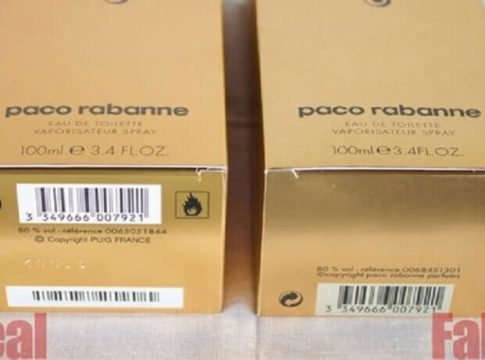 paco rabanne
EAU DE TOILETTE
VAPORISATEUR SPRAY
100ml e 3.4 FL.OZ.
3 349666 007921
80 % vol - référence 0065051844
© Copyright PUIG FRANCE
eal
paco rabanne
EAU DE TOILETTE
VAPORISATEUR SPRAY
100ml e 3.4FL.OZ.
80 % vol - référence 0068451301
©copyright paco rabanne parfums
3 349666 007921
Fal